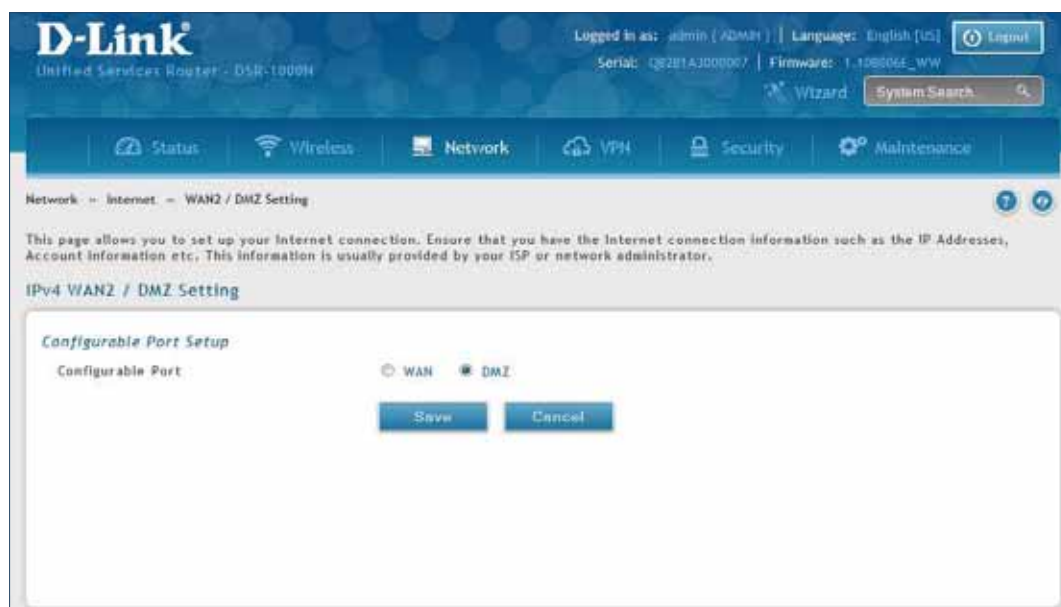 D-Link
Unified Services Router - DSR-1000N
Logged in as: admin ( ADMIN ) | Language: English [US]
Logout
Serial: | Firmware:
Wizard
System Search
Status
Wireless
Network
VPN
Security
Maintenance
Network » Internet » WAN2 / DMZ Setting
This page allows you to set up your Internet connection. Ensure that you have the Internet connection information such as the IP Addresses,
Account Information etc. This information is usually provided by your ISP or network administrator.
IPv4 WAN2 / DMZ Setting
Configurable Port Setup
Configurable Port
WAN
DMZ
Save
Cancel